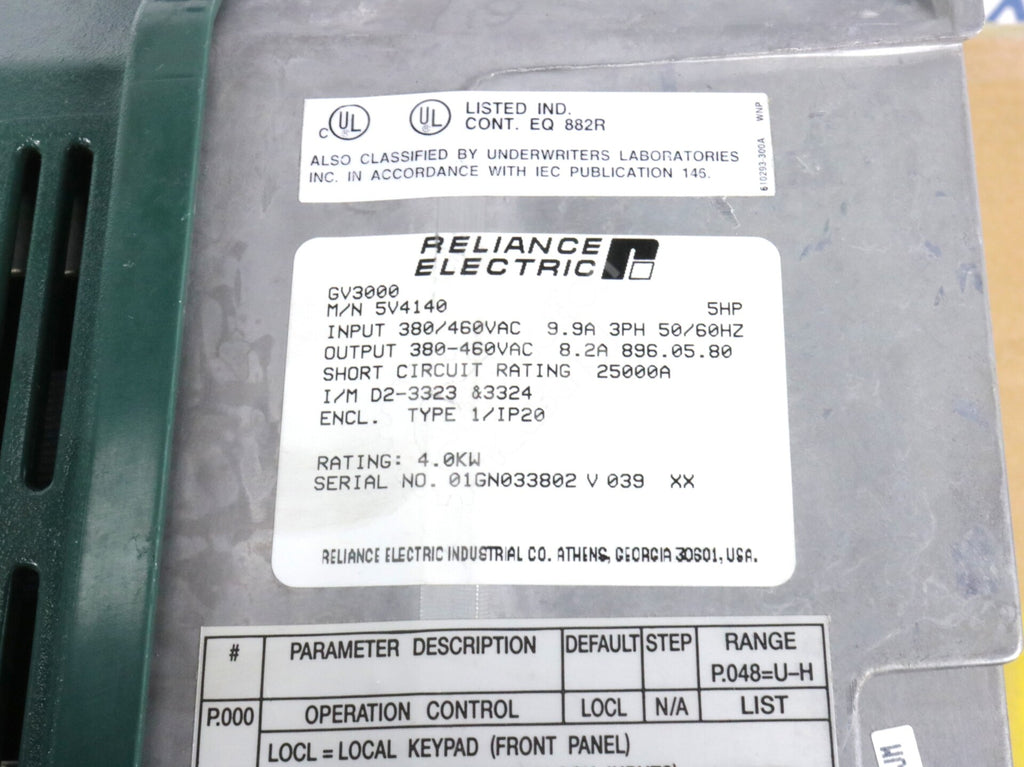 c UL UL LISTED IND.
CONT. EQ 882R
ALSO CLASSIFIED BY UNDERWRITERS LABORATORIES
INC. IN ACCORDANCE WITH IEC PUBLICATION 146.
610293-300A WNP
RELIANCE
ELECTRIC
GV3000
M/N 5V4140 5HP
INPUT 380/460VAC 9.9A 3PH 50/60HZ
OUTPUT 380-460VAC 8.2A 896.05.80
SHORT CIRCUIT RATING 25000A
I/M D2-3323 &3324
ENCL. TYPE 1/IP20
RATING: 4.0KW
SERIAL NO. 01GN033802 V 039 XX
RELIANCE ELECTRIC INDUSTRIAL CO. ATHENS, GEORGIA 30601, USA.
# PARAMETER DESCRIPTION DEFAULT STEP RANGE
P.048=U-H
P.000 OPERATION CONTROL LOCL N/A LIST
LOCL = LOCAL KEYPAD (FRONT PANEL)